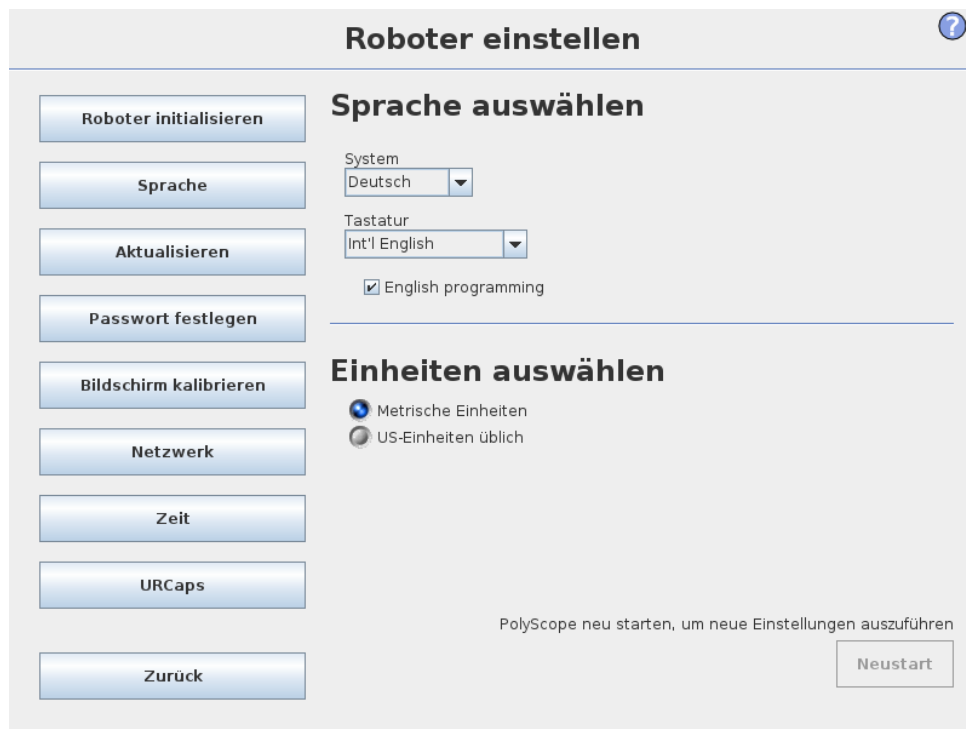 Roboter einstellen
?
Roboter initialisieren
Sprache
Aktualisieren
Passwort festlegen
Bildschirm kalibrieren
Netzwerk
Zeit
URCaps
Zurück
Sprache auswählen
System
Deutsch
Tastatur
Int'l English
English programming
Einheiten auswählen
Metrische Einheiten
US-Einheiten üblich
PolyScope neu starten, um neue Einstellungen auszuführen
Neustart